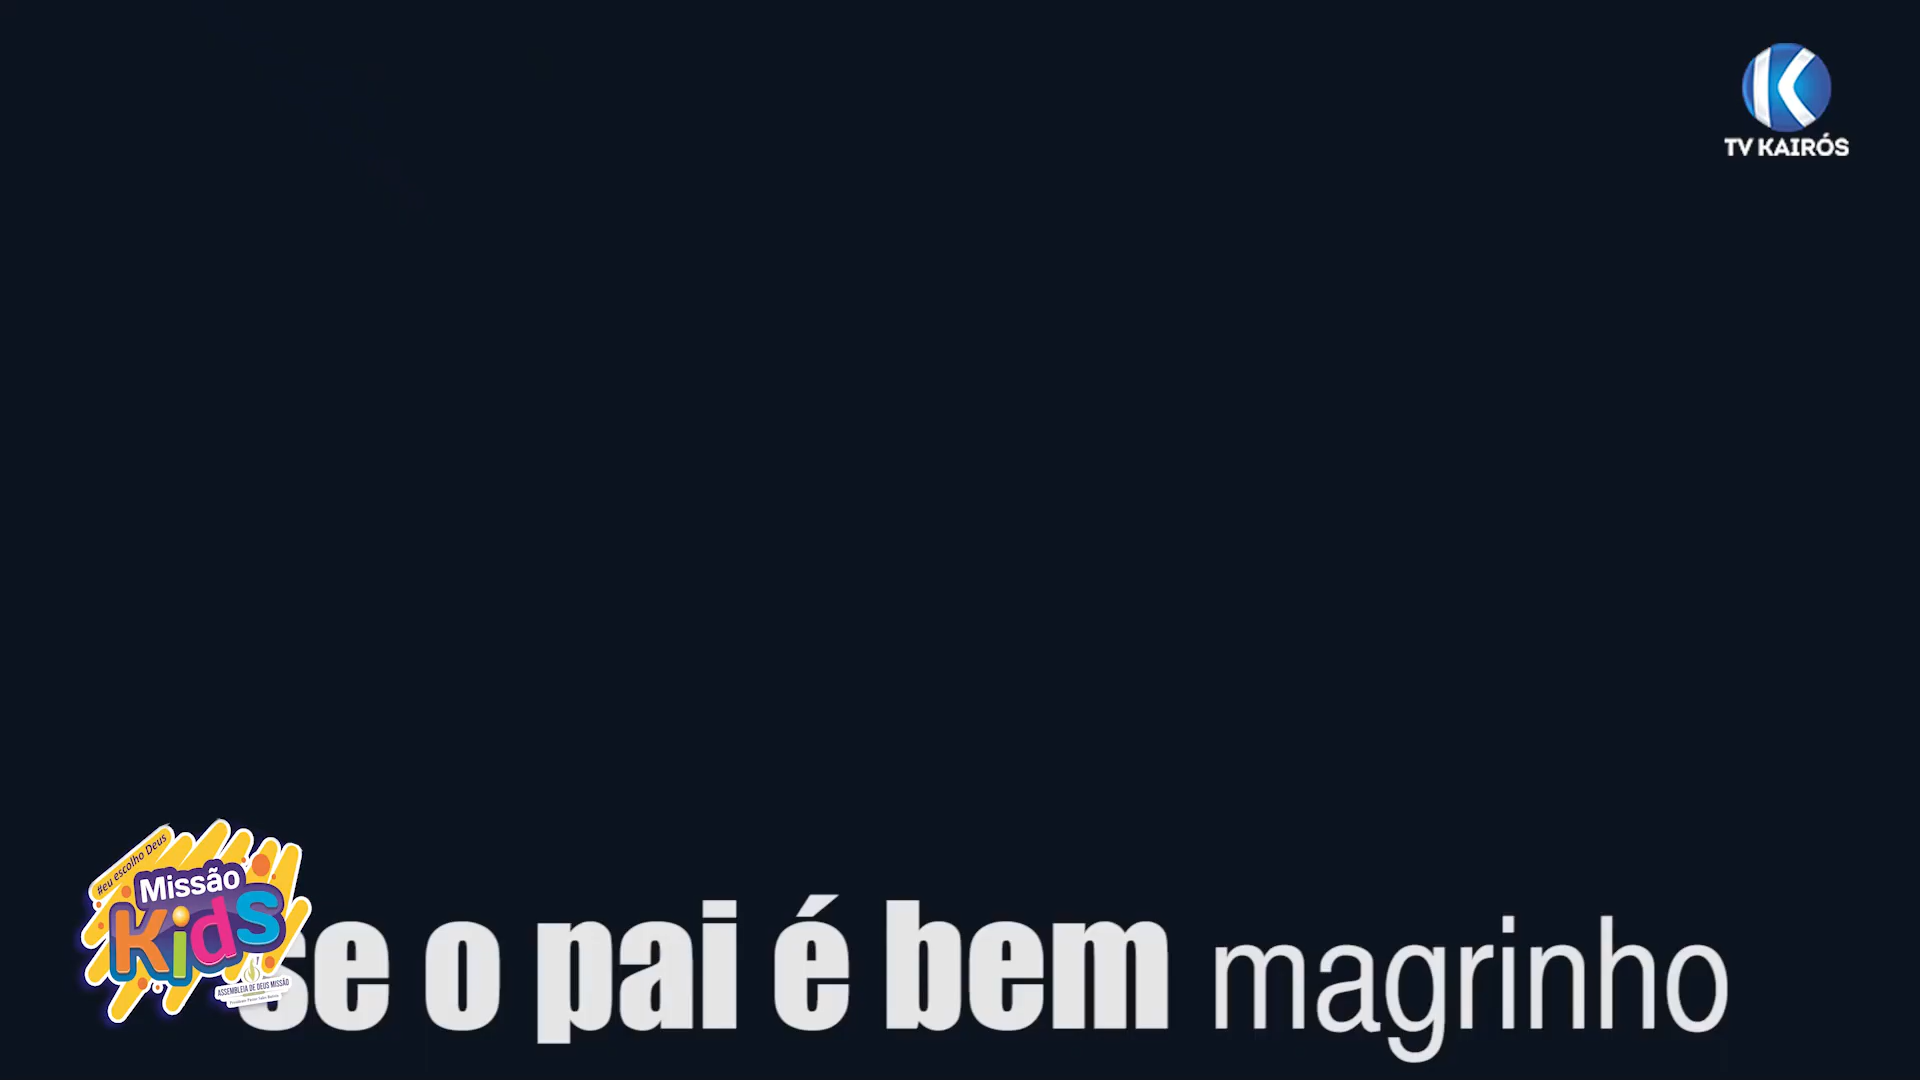 TV KAIRÓS
#eu escolho Deus
Missão
Kids
ASSEMBLEIA DE DEUS MISSÃO
se o pai é bem magrinho